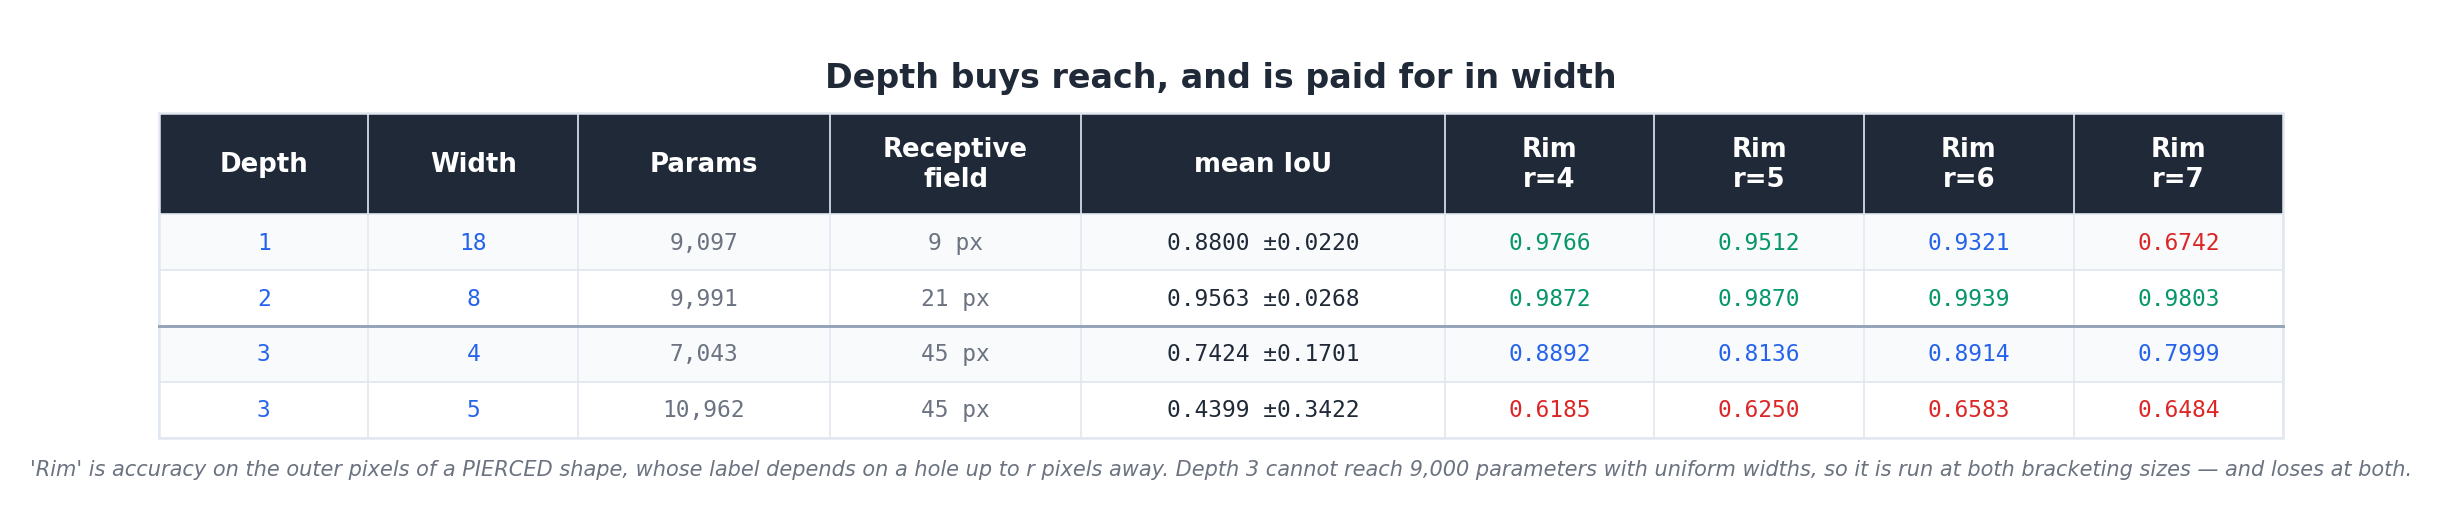 Depth buys reach, and is paid for in width
Depth Width Params Receptive field mean IoU Rim r=4 Rim r=5 Rim r=6 Rim r=7
1 18 9,097 9 px 0.8800 ±0.0220 0.9766 0.9512 0.9321 0.6742
2 8 9,991 21 px 0.9563 ±0.0268 0.9872 0.9870 0.9939 0.9803
3 4 7,043 45 px 0.7424 ±0.1701 0.8892 0.8136 0.8914 0.7999
3 5 10,962 45 px 0.4399 ±0.3422 0.6185 0.6250 0.6583 0.6484
'Rim' is accuracy on the outer pixels of a PIERCED shape, whose label depends on a hole up to r pixels away. Depth 3 cannot reach 9,000 parameters with uniform widths, so it is run at both bracketing sizes — and loses at both.